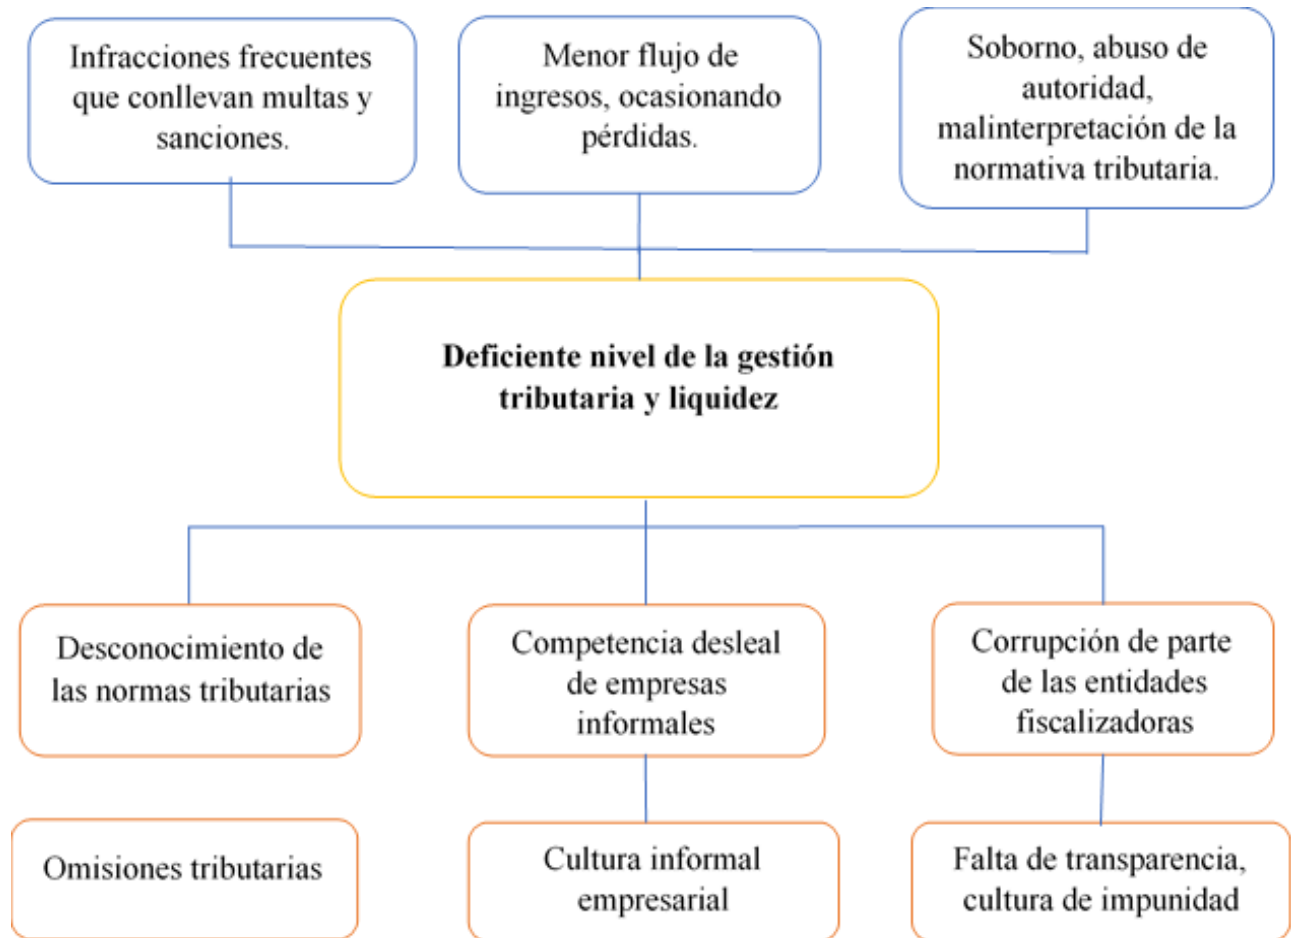 Infracciones frecuentes
que conllevan multas y
sanciones.
Menor flujo de
ingresos, ocasionando
pérdidas.
Soborno, abuso de
autoridad,
malinterpretación de la
normativa tributaria.
Deficiente nivel de la gestión
tributaria y liquidez
Desconocimiento de
las normas tributarias
Competencia desleal
de empresas
informales
Corrupción de parte
de las entidades
fiscalizadoras
Omisiones tributarias
Cultura informal
empresarial
Falta de transparencia,
cultura de impunidad